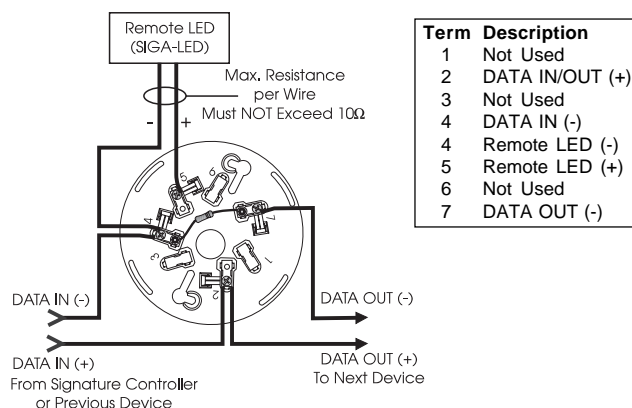 Remote LED
(SIGA-LED)
Max. Resistance
per Wire
Must NOT Exceed 10Ω
- +
5
6
4
7
3
2
1
DATA IN (-)
DATA OUT (-)
DATA IN (+)
From Signature Controller
or Previous Device
DATA OUT (+)
To Next Device
Term Description
1 Not Used
2 DATA IN/OUT (+)
3 Not Used
4 DATA IN (-)
4 Remote LED (-)
5 Remote LED (+)
6 Not Used
7 DATA OUT (-)